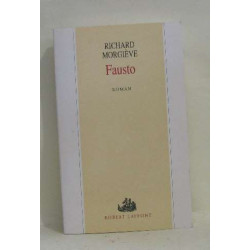 RICHARD
MORGIÈVE
Fausto
ROMAN
ROBERT LAFFONT